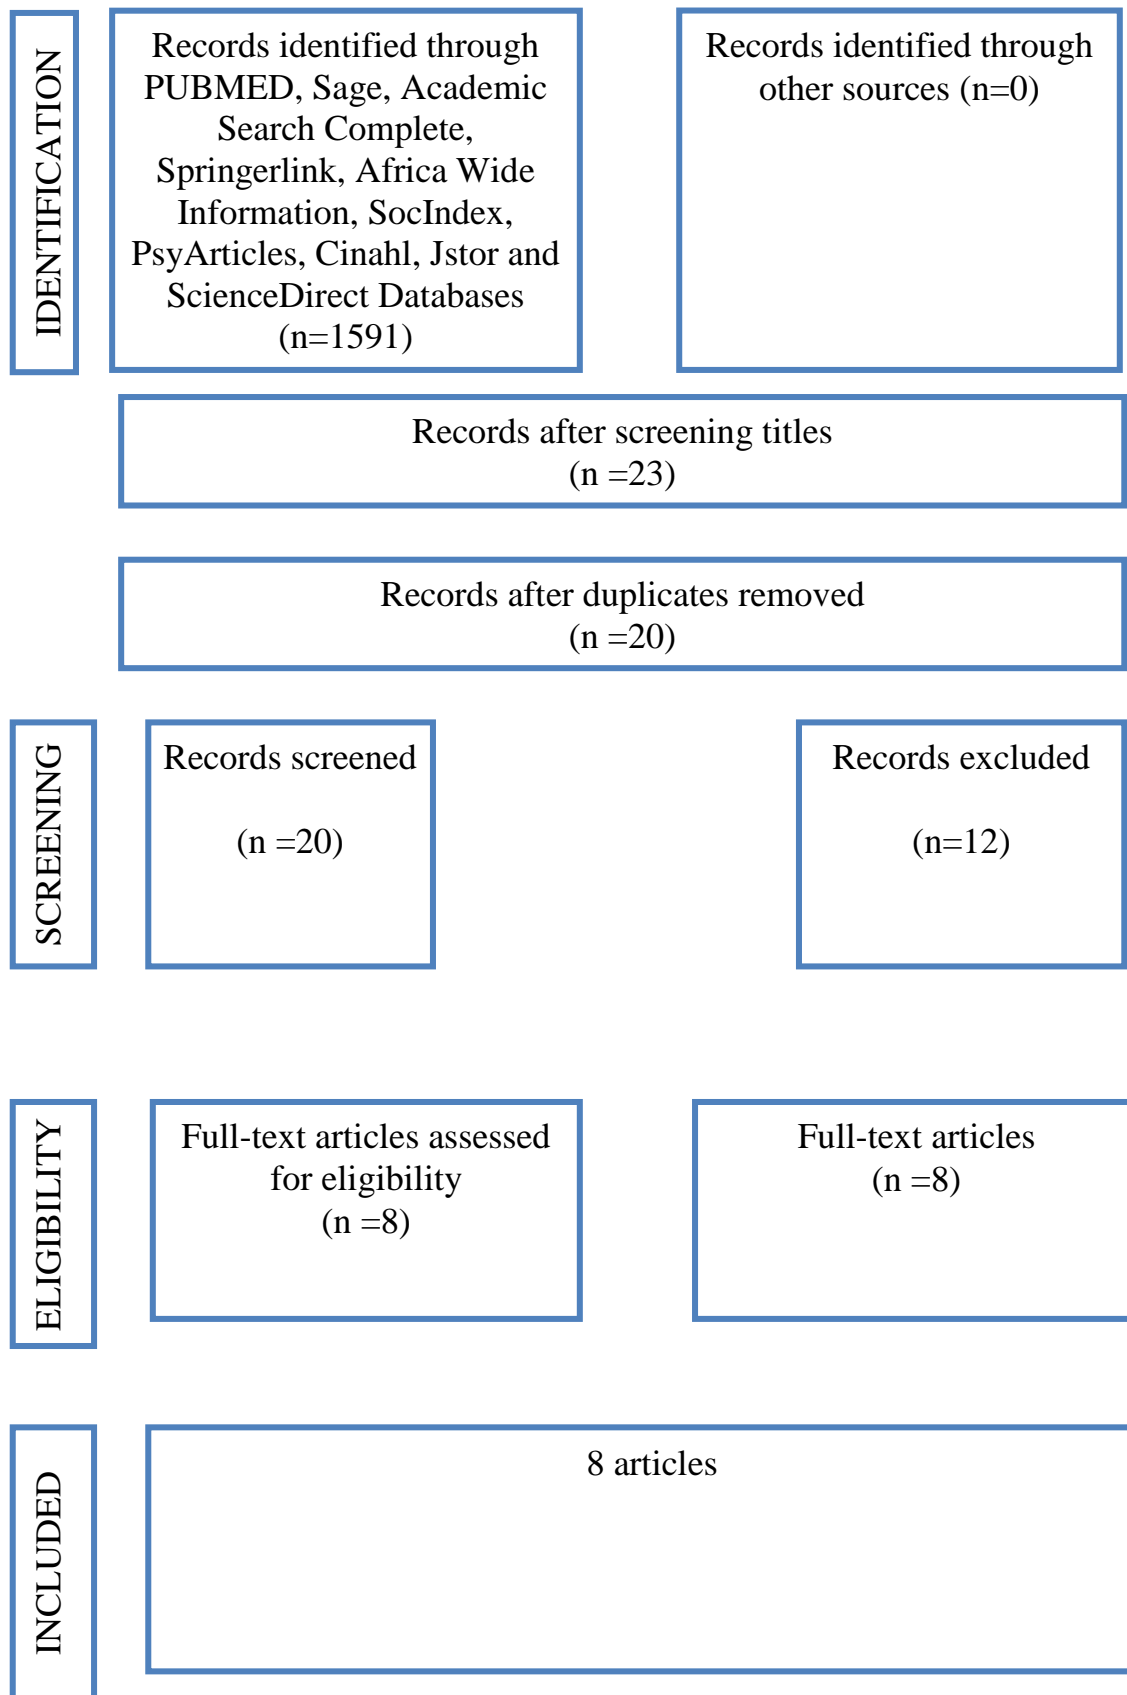 IDENTIFICATION
Records identified through
PUBMED, Sage, Academic
Search Complete,
Springerlink, Africa Wide
Information, SocIndex,
PsyArticles, Cinahl, Jstor and
ScienceDirect Databases
(n=1591)
Records identified through
other sources (n=0)
Records after screening titles
(n =23)
Records after duplicates removed
(n =20)
SCREENING
Records screened
(n =20)
Records excluded
(n=12)
ELIGIBILITY
Full-text articles assessed
for eligibility
(n =8)
Full-text articles
(n =8)
INCLUDED
8 articles